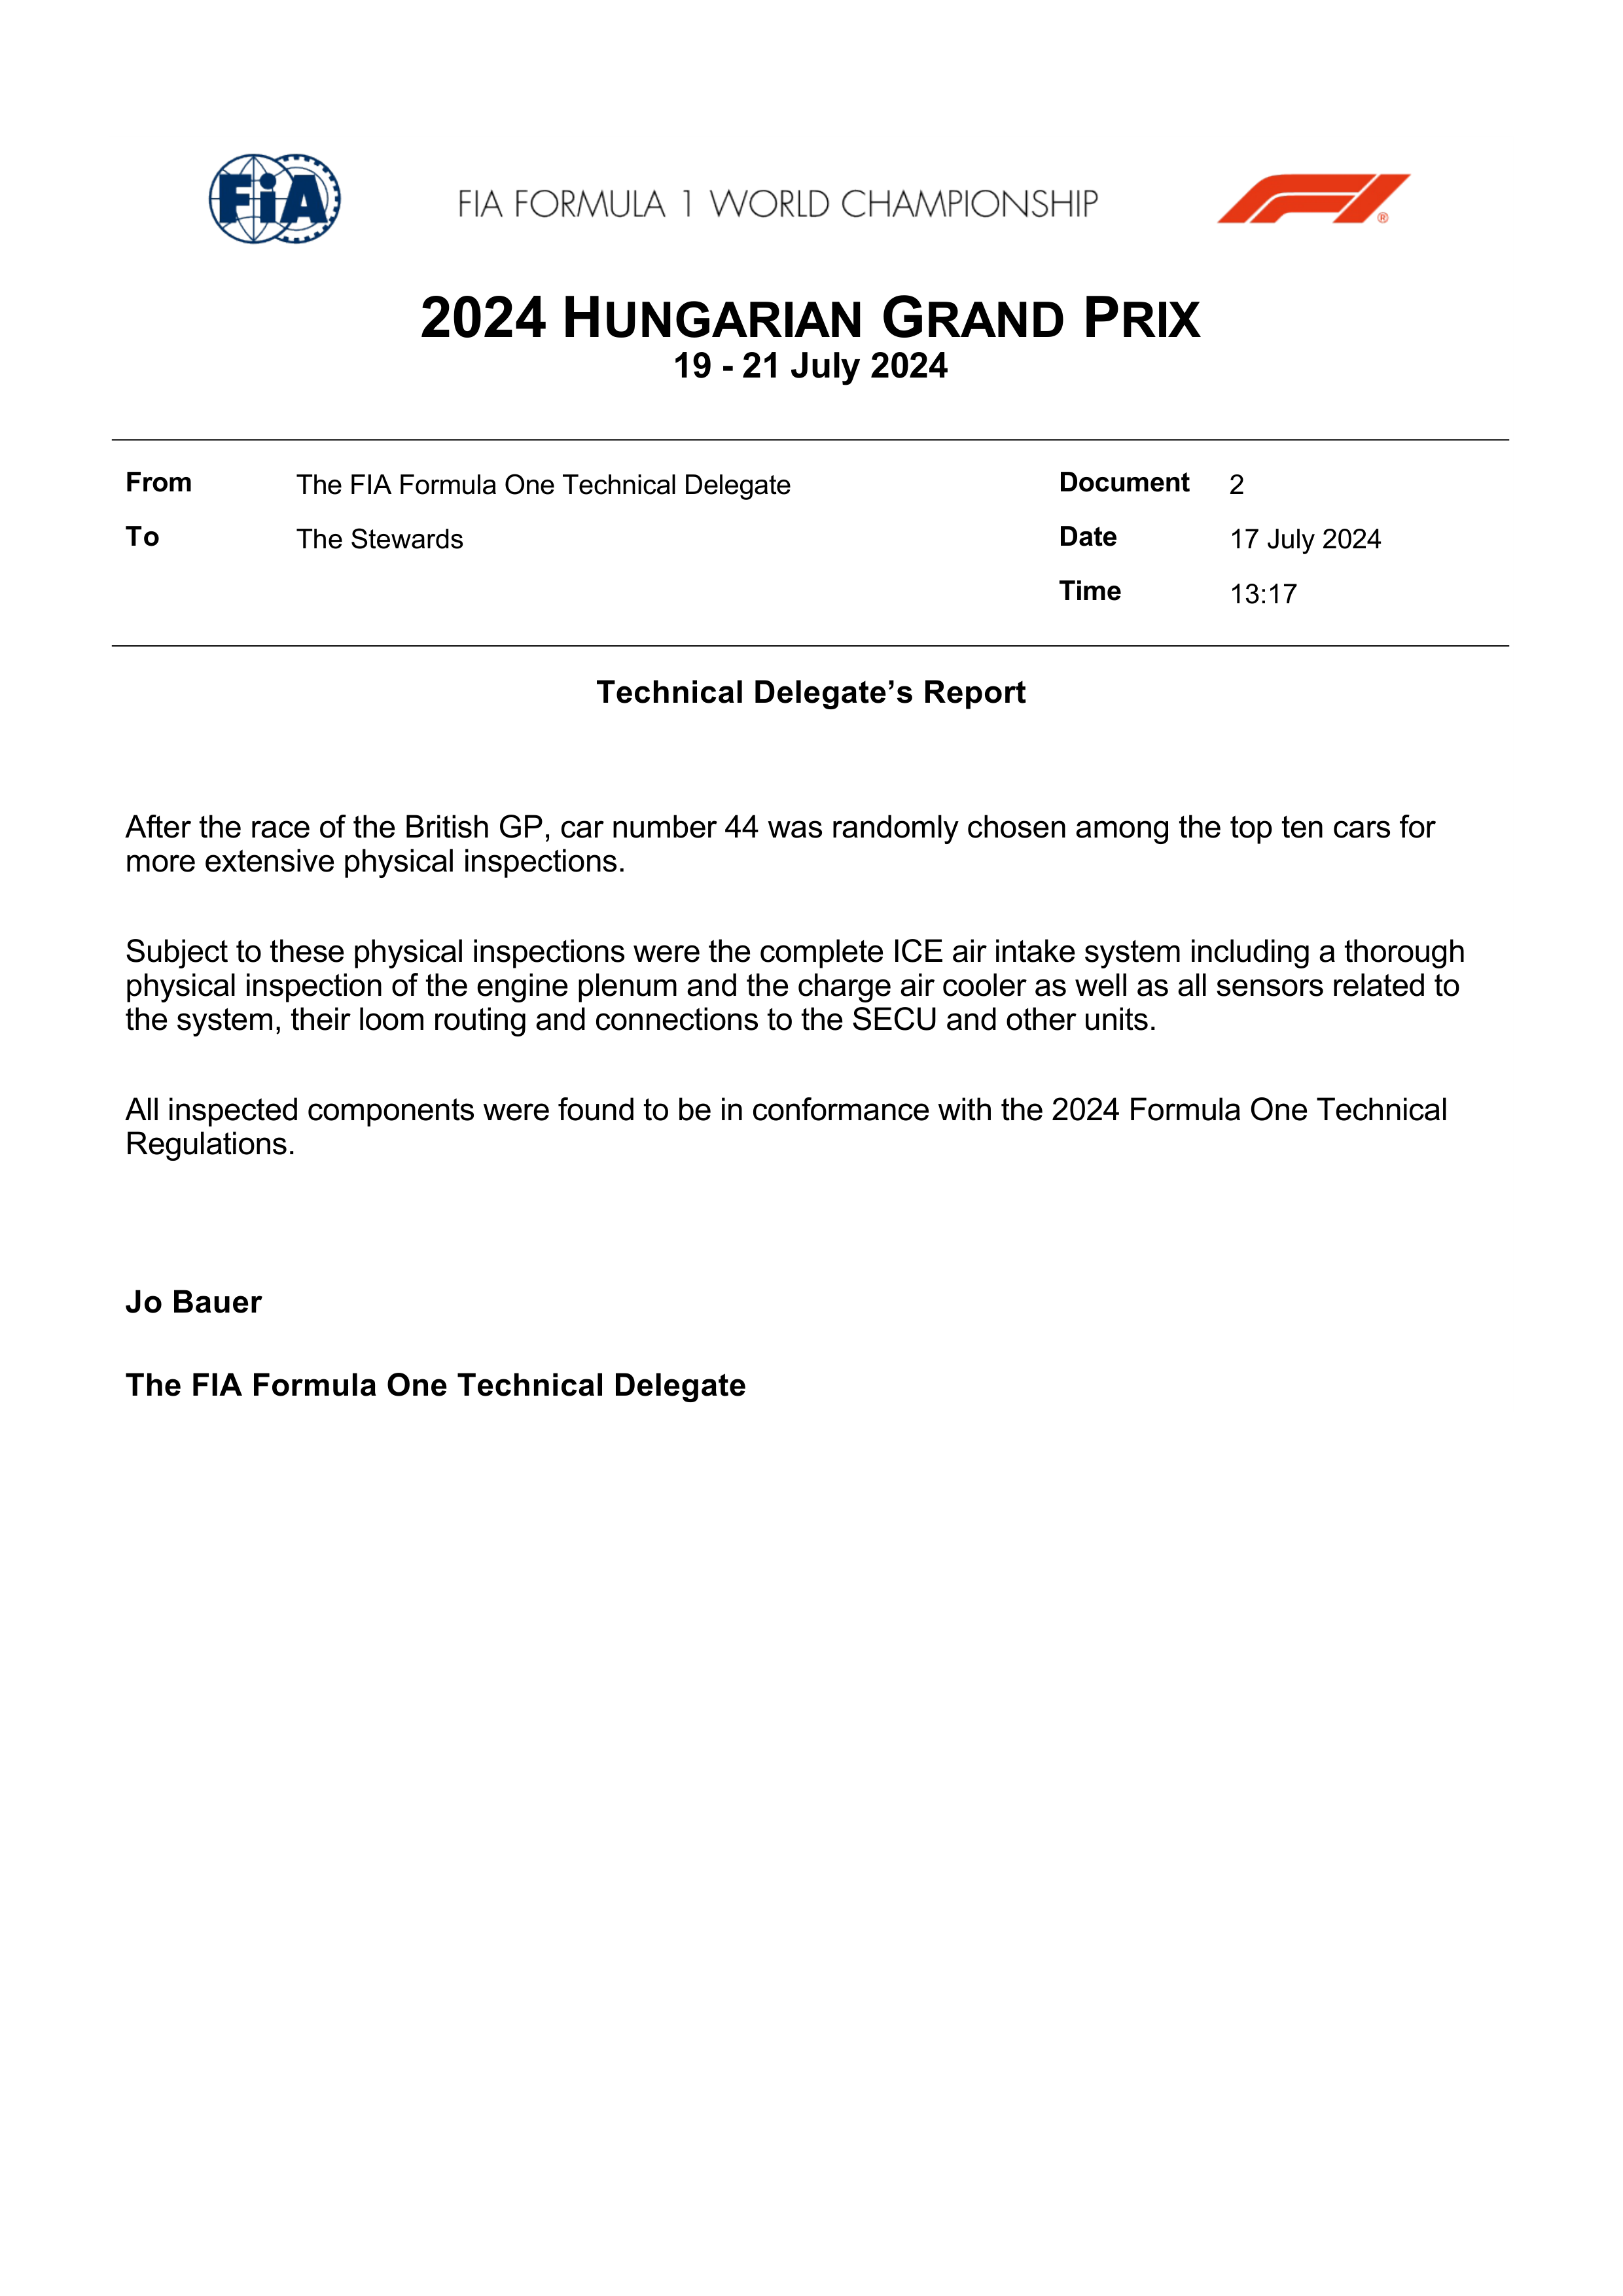 FIA
FIA FORMULA 1 WORLD CHAMPIONSHIP
F1®
2024 HUNGARIAN GRAND PRIX
19 - 21 July 2024
From The FIA Formula One Technical Delegate Document 2
To The Stewards Date 17 July 2024
Time 13:17
Technical Delegate’s Report
After the race of the British GP, car number 44 was randomly chosen among the top ten cars for
more extensive physical inspections.
Subject to these physical inspections were the complete ICE air intake system including a thorough
physical inspection of the engine plenum and the charge air cooler as well as all sensors related to
the system, their loom routing and connections to the SECU and other units.
All inspected components were found to be in conformance with the 2024 Formula One Technical
Regulations.
Jo Bauer
The FIA Formula One Technical Delegate